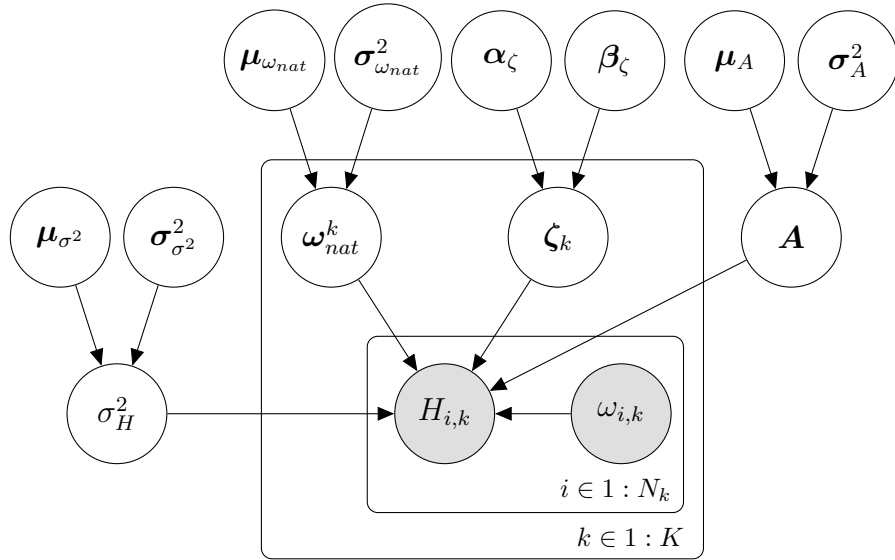 μ_{ω_{nat}} σ²_{ω_{nat}} α_ζ β_ζ μ_A σ²_A
μ_{σ²} σ²_{σ²} ω^k_{nat} ζ_k A
σ²_H H_{i,k} ω_{i,k}
i ∈ 1 : N_k
k ∈ 1 : K